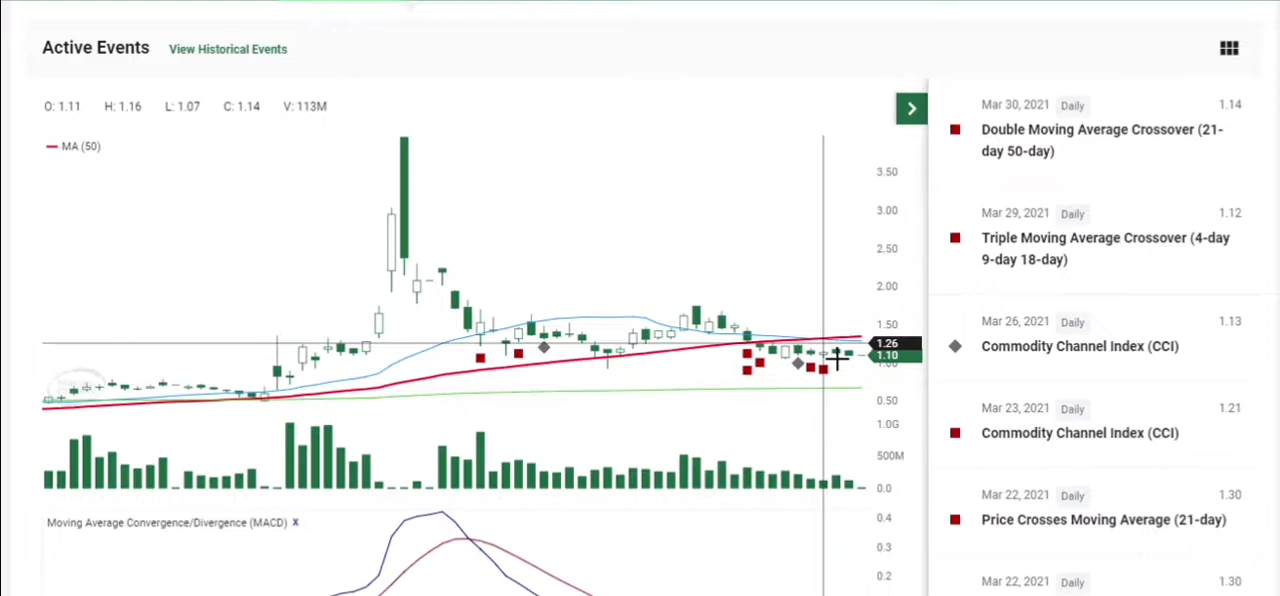 Active Events View Historical Events
O: 1.11 H: 1.16 L: 1.07 C: 1.14 V: 113M
MA (50)
3.50
3.00
2.50
2.00
1.50
1.26
1.10
1.00
0.50
1.0G
500M
0.0
Moving Average Convergence/Divergence (MACD) x
0.4
0.3
0.2
Mar 30, 2021 Daily 1.14
Double Moving Average Crossover (21-
day 50-day)
Mar 29, 2021 Daily 1.12
Triple Moving Average Crossover (4-day
9-day 18-day)
Mar 26, 2021 Daily 1.13
Commodity Channel Index (CCI)
Mar 23, 2021 Daily 1.21
Commodity Channel Index (CCI)
Mar 22, 2021 Daily 1.30
Price Crosses Moving Average (21-day)
Mar 22, 2021 Daily 1.30